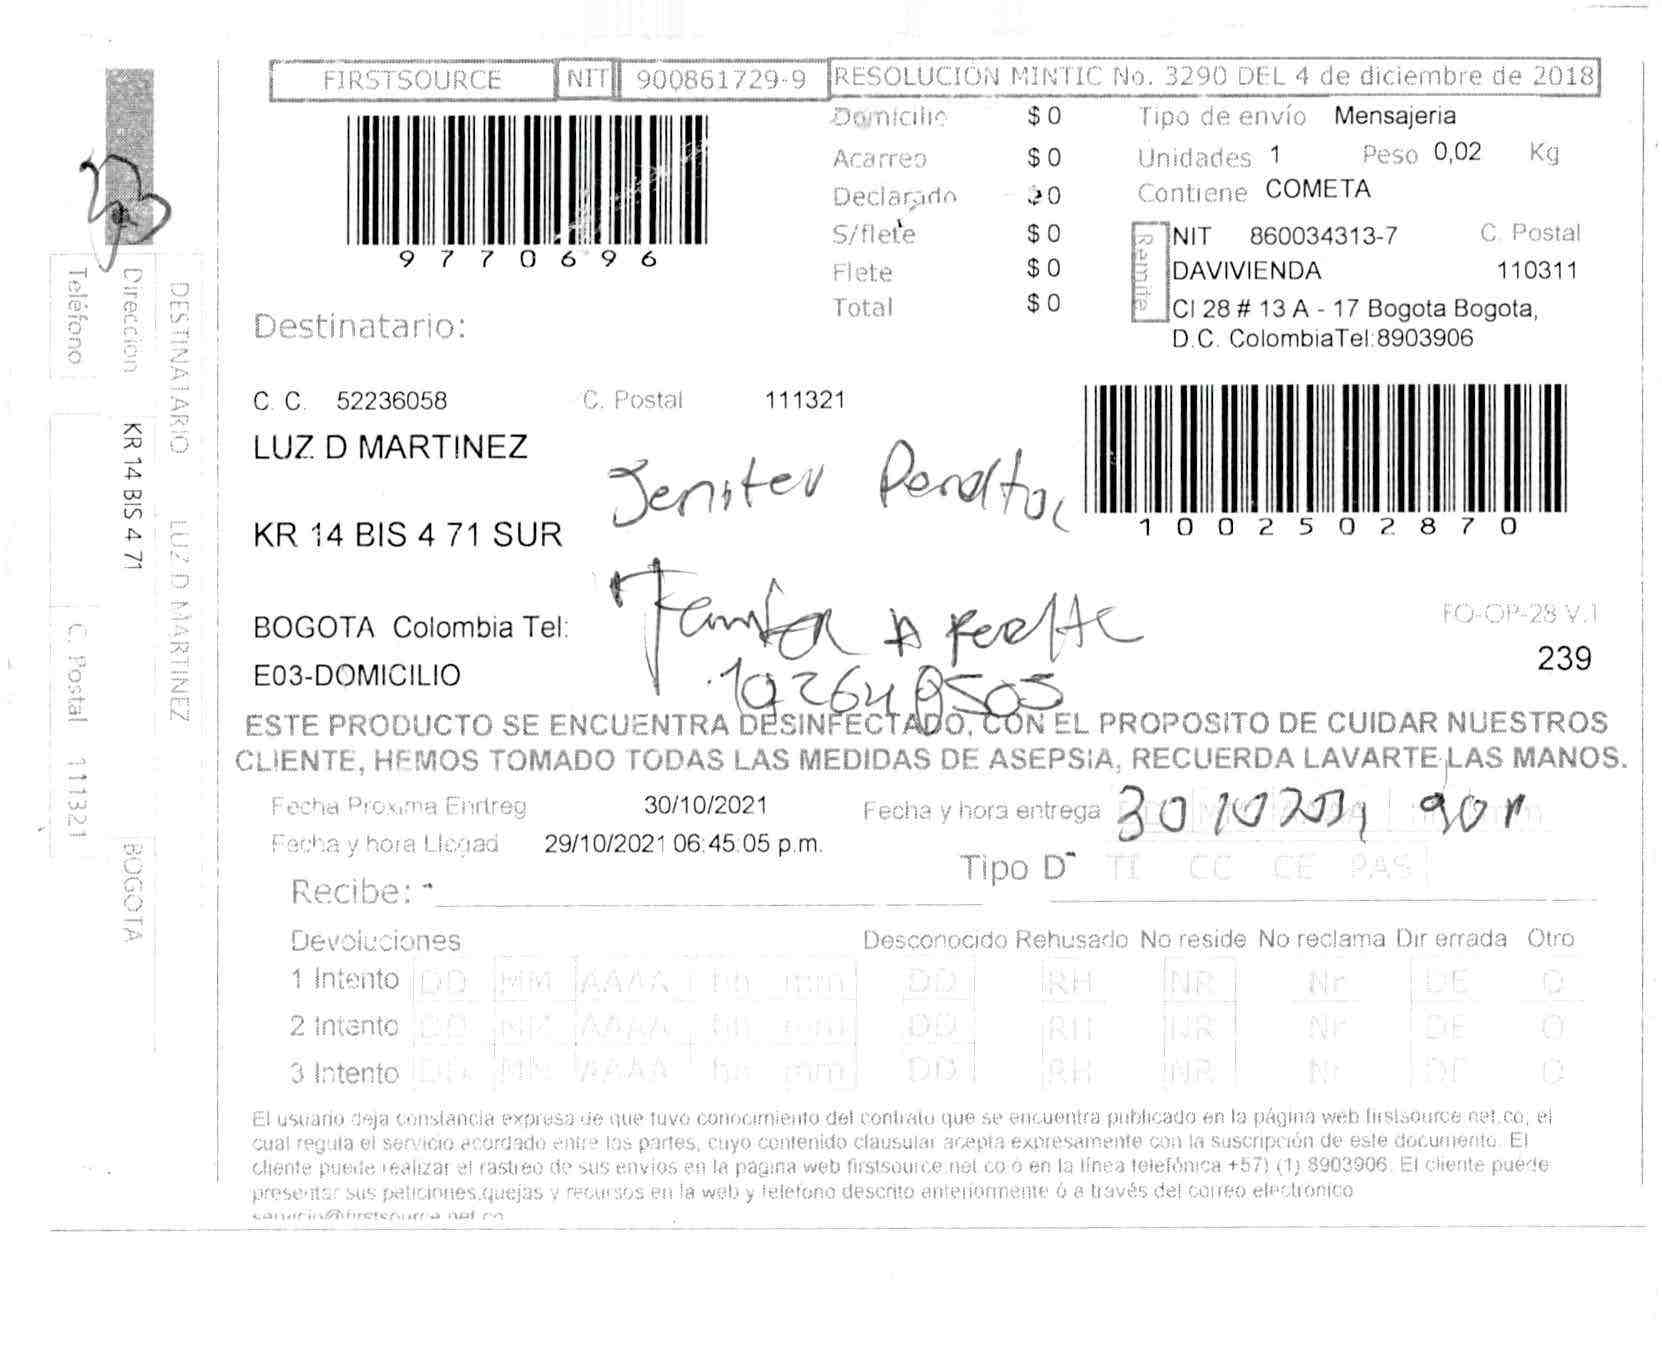 FIRSTSOURCE NIT 900861729-9 RESOLUCION MINTIC No. 3290 DEL 4 de diciembre de 2018
9770696
Domicilio $ 0
Acarreo $ 0
Declarado 0
S/flete $ 0
Flete $ 0
Total $ 0
Tipo de envío Mensajeria
Unidades 1 Peso 0,02 Kg
Contiene COMETA
Remite
NIT 860034313-7 C. Postal
DAVIVIENDA 110311
Cl 28 # 13 A - 17 Bogota Bogota,
D.C. ColombiaTel:8903906
Destinatario:
C. C. 52236058 C. Postal 111321
LUZ D MARTINEZ
Jenifer Peralta
1002502870
KR 14 BIS 4 71 SUR
BOGOTA Colombia Tel:
E03-DOMICILIO
FO-OP-28 V.1
239
ESTE PRODUCTO SE ENCUENTRA DESINFECTADO, CON EL PROPOSITO DE CUIDAR NUESTROS
CLIENTE, HEMOS TOMADO TODAS LAS MEDIDAS DE ASEPSIA, RECUERDA LAVARTE LAS MANOS.
Fecha Proxima Entreg 30/10/2021 Fecha y hora entrega 30 10 2021
Fecha y hora Llegad 29/10/2021 06:45:05 p.m.
Tipo D TI CC CE PAS
Recibe:
Devoluciones Desconocido Rehusado No reside No reclama Dir errada Otro
1 Intento DD MM AAAA hh mm DD RH NR Nr DE O
2 Intento DD MM AAAA hh mm DD RH NR Nr DE O
3 Intento DD MM AAAA hh mm DD RH NR Nr DE O
El usuario deja constancia expresa de que tuvo conocimiento del contrato que se encuentra publicado en la página web firstsource.net.co, el
cual regula el servicio acordado entre las partes, cuyo contenido clausular acepta expresamente con la suscripción de este documento. El
cliente puede realizar el rastreo de sus envios en la pagina web firstsource.net.co ó en la línea telefónica +57) (1) 8903906. El cliente puede
presentar sus peticiones,quejas y recursos en la web y telefono descrito anteriormente ó a través del correo electronico
servicio@firstsource.net.co
DESTINATARIO LUZ D MARTINEZ
Direccion KR 14 BIS 4 71 BOGOTA
Teléfono C. Postal 111321